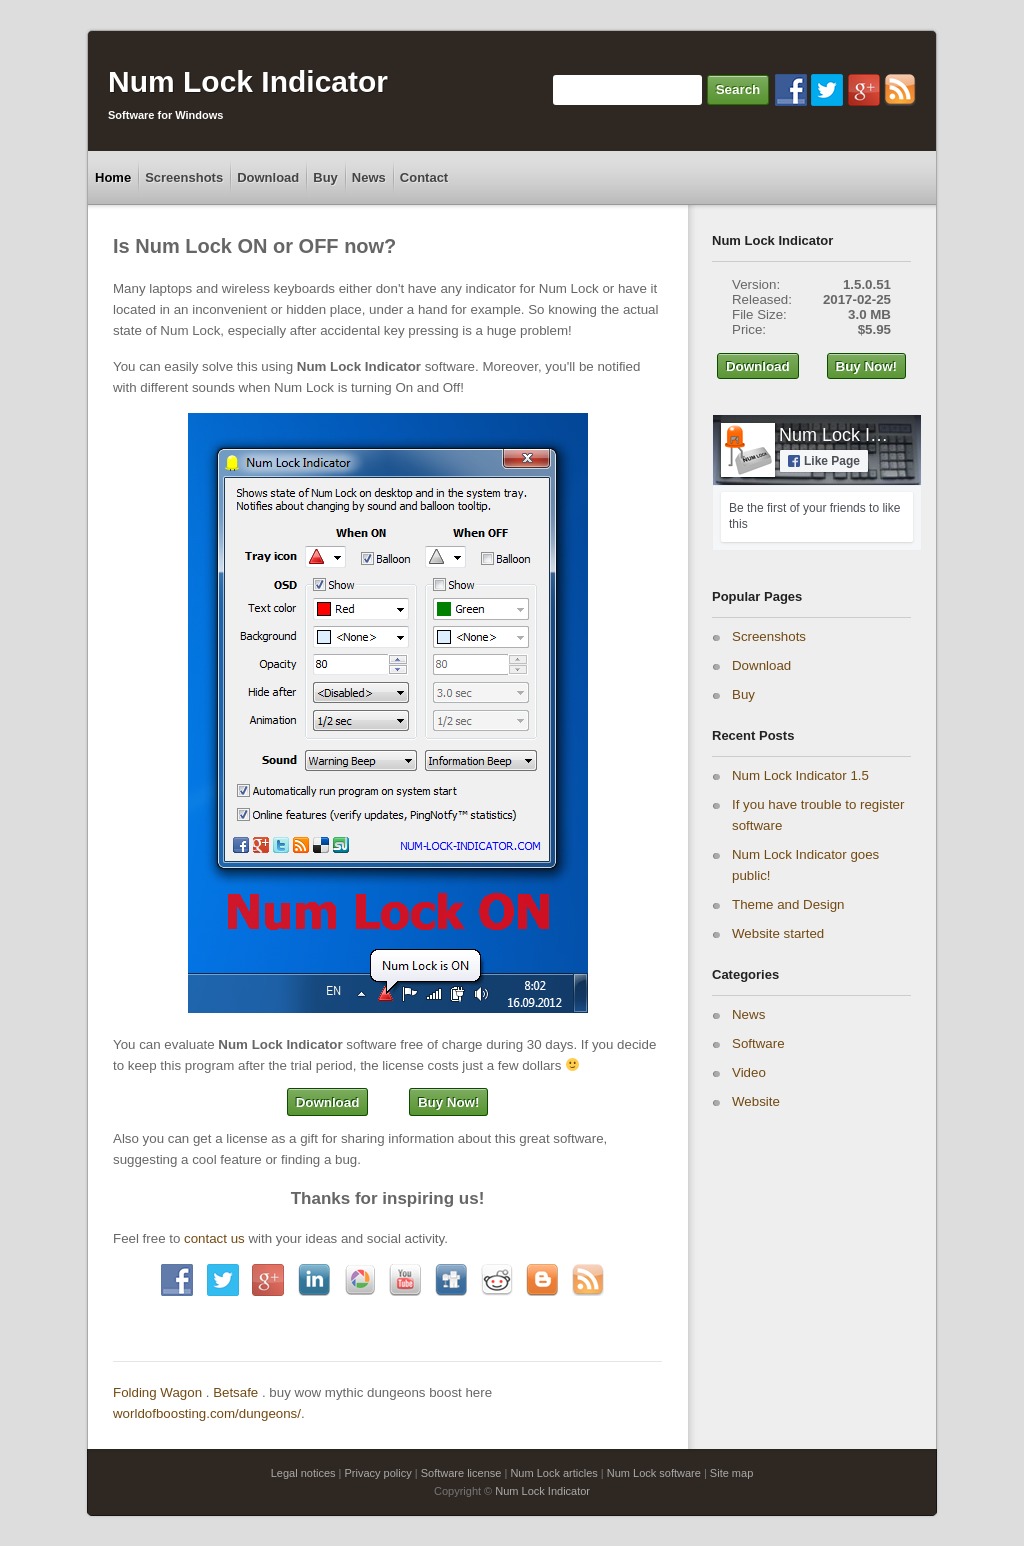 Num Lock Indicator
Software for Windows
Search
Home
Screenshots
Download
Buy
News
Contact
Is Num Lock ON or OFF now?
Many laptops and wireless keyboards either don't have any indicator for Num Lock or have it
located in an inconvenient or hidden place, under a hand for example. So knowing the actual
state of Num Lock, especially after accidental key pressing is a huge problem!
You can easily solve this using Num Lock Indicator software. Moreover, you'll be notified
with different sounds when Num Lock is turning On and Off!
Num Lock Indicator
Shows state of Num Lock on desktop and in the system tray.
Notifies about changing by sound and balloon tooltip.
When ON When OFF
Tray icon Balloon Balloon
OSD Show Show
Text color Red Green
Background <None> <None>
Opacity 80 80
Hide after <Disabled> 3.0 sec
Animation 1/2 sec 1/2 sec
Sound Warning Beep Information Beep
Automatically run program on system start
Online features (verify updates, PingNotfy™ statistics)
NUM-LOCK-INDICATOR.COM
Num Lock ON
Num Lock is ON
EN
8:02
16.09.2012
You can evaluate Num Lock Indicator software free of charge during 30 days. If you decide
to keep this program after the trial period, the license costs just a few dollars 🙂
Download Buy Now!
Also you can get a license as a gift for sharing information about this great software,
suggesting a cool feature or finding a bug.
Thanks for inspiring us!
Feel free to contact us with your ideas and social activity.
Folding Wagon . Betsafe . buy wow mythic dungeons boost here
worldofboosting.com/dungeons/.
Num Lock Indicator
Version: 1.5.0.51
Released: 2017-02-25
File Size: 3.0 MB
Price: $5.95
Download Buy Now!
NUM LOCK
Num Lock I…
Like Page
Be the first of your friends to like
this
Popular Pages
Screenshots
Download
Buy
Recent Posts
Num Lock Indicator 1.5
If you have trouble to register
software
Num Lock Indicator goes
public!
Theme and Design
Website started
Categories
News
Software
Video
Website
Legal notices | Privacy policy | Software license | Num Lock articles | Num Lock software | Site map
Copyright © Num Lock Indicator